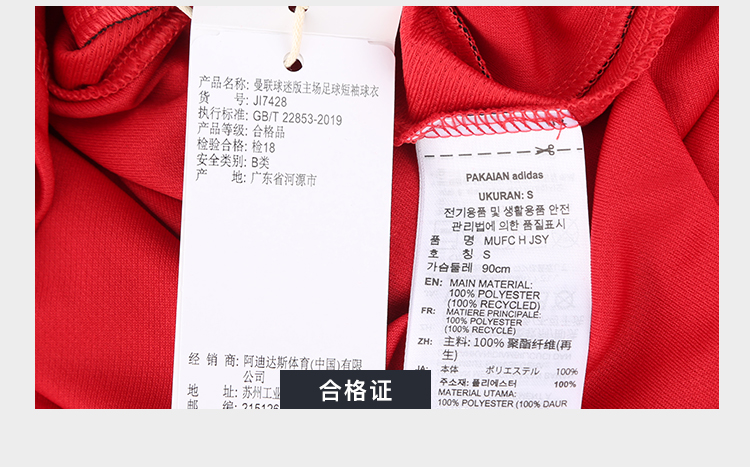 产品名称: 曼联球迷版主场足球短袖球衣
货 号: JI7428
执行标准: GB/T 22853-2019
产品等级: 合格品
检验合格: 检18
安全类别: B类
产 地: 广东省河源市
经 销 商: 阿迪达斯体育(中国)有限
公司
地 址: 苏州工业
邮 编: 215126
合格证
PAKAIAN adidas
UKURAN: S
전기용품 및 생활용품 안전
관리법에 의한 품질표시
품 명 MUFC H JSY
호 칭 S
가슴둘레 90cm
EN: MAIN MATERIAL:
100% POLYESTER
(100% RECYCLED)
FR: MATIERE PRINCIPALE:
100% POLYESTER
(100% RECYCLÉ)
ZH: 主料: 100% 聚酯纤维(再
生)
JA: 本体 ポリエステル 100%
주소재: 폴리에스터 100%
MATERIAL UTAMA:
100% POLYESTER (100% DAUR